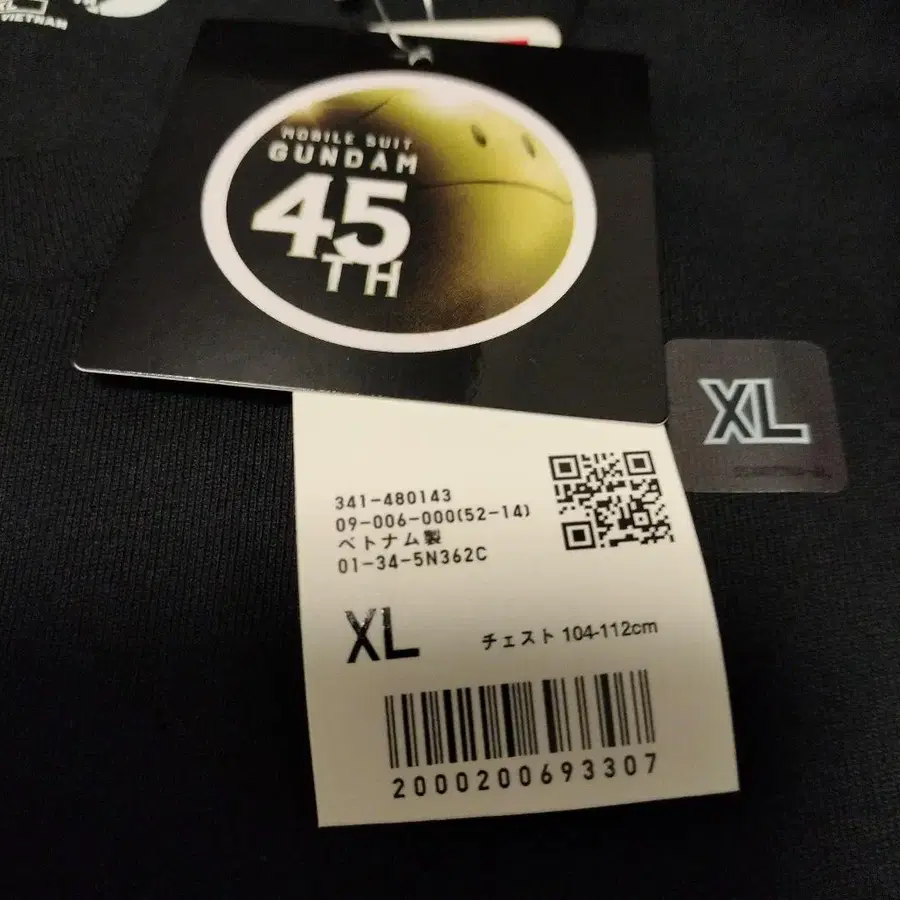 XL
VIETNAM
MOBILE SUIT
GUNDAM
45
TH
XL
341-480143
09-006-000(52-14)
ベトナム製
01-34-5N362C
XL
チェスト 104-112cm
2000200693307